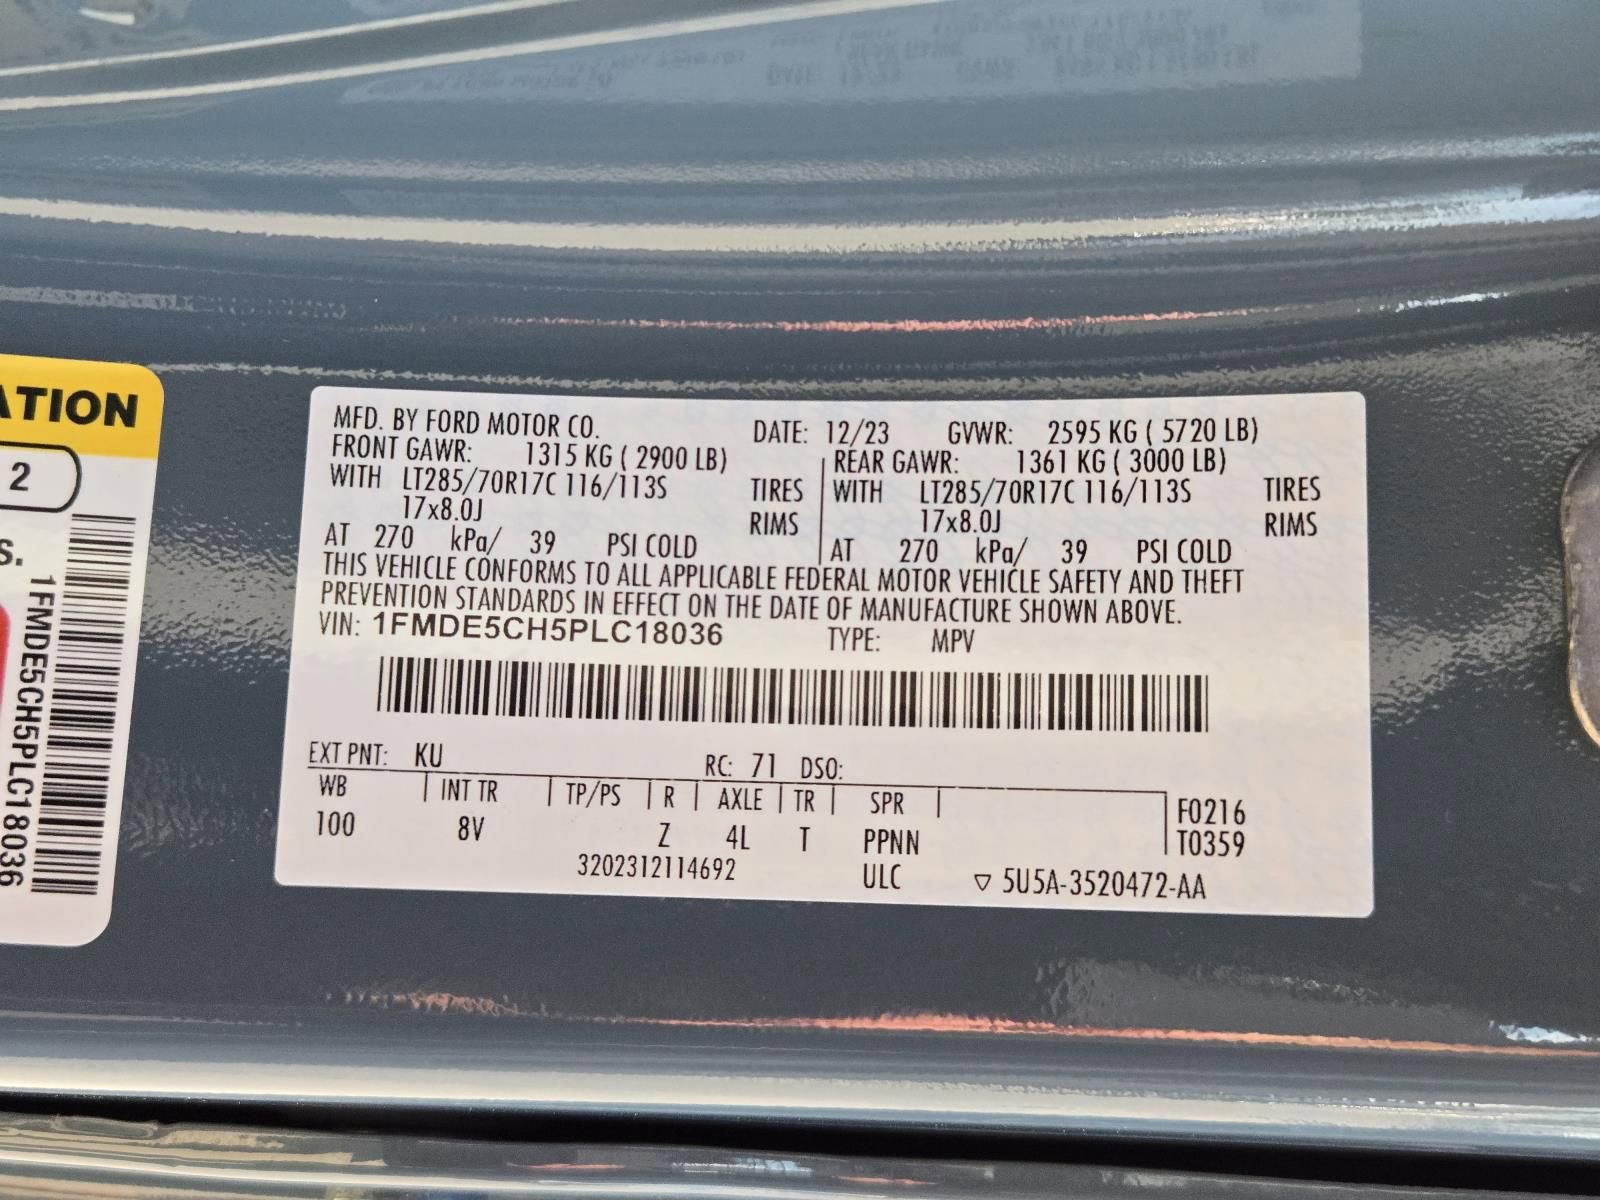 ATION
2
S.
1FMDE5CH5PLC18036
MFD. BY FORD MOTOR CO.
DATE: 12/23 GVWR: 2595 KG ( 5720 LB)
FRONT GAWR: 1315 KG ( 2900 LB)
WITH LT285/70R17C 116/113S TIRES
17x8.0J RIMS
AT 270 kPa/ 39 PSI COLD
REAR GAWR: 1361 KG ( 3000 LB)
WITH LT285/70R17C 116/113S TIRES
17x8.0J RIMS
AT 270 kPa/ 39 PSI COLD
THIS VEHICLE CONFORMS TO ALL APPLICABLE FEDERAL MOTOR VEHICLE SAFETY AND THEFT
PREVENTION STANDARDS IN EFFECT ON THE DATE OF MANUFACTURE SHOWN ABOVE.
VIN: 1FMDE5CH5PLC18036 TYPE: MPV
EXT PNT: KU RC: 71 DSO:
WB INT TR TP/PS R AXLE TR SPR F0216
100 8V Z 4L T PPNN T0359
3202312114692 ULC ▽ 5U5A-3520472-AA